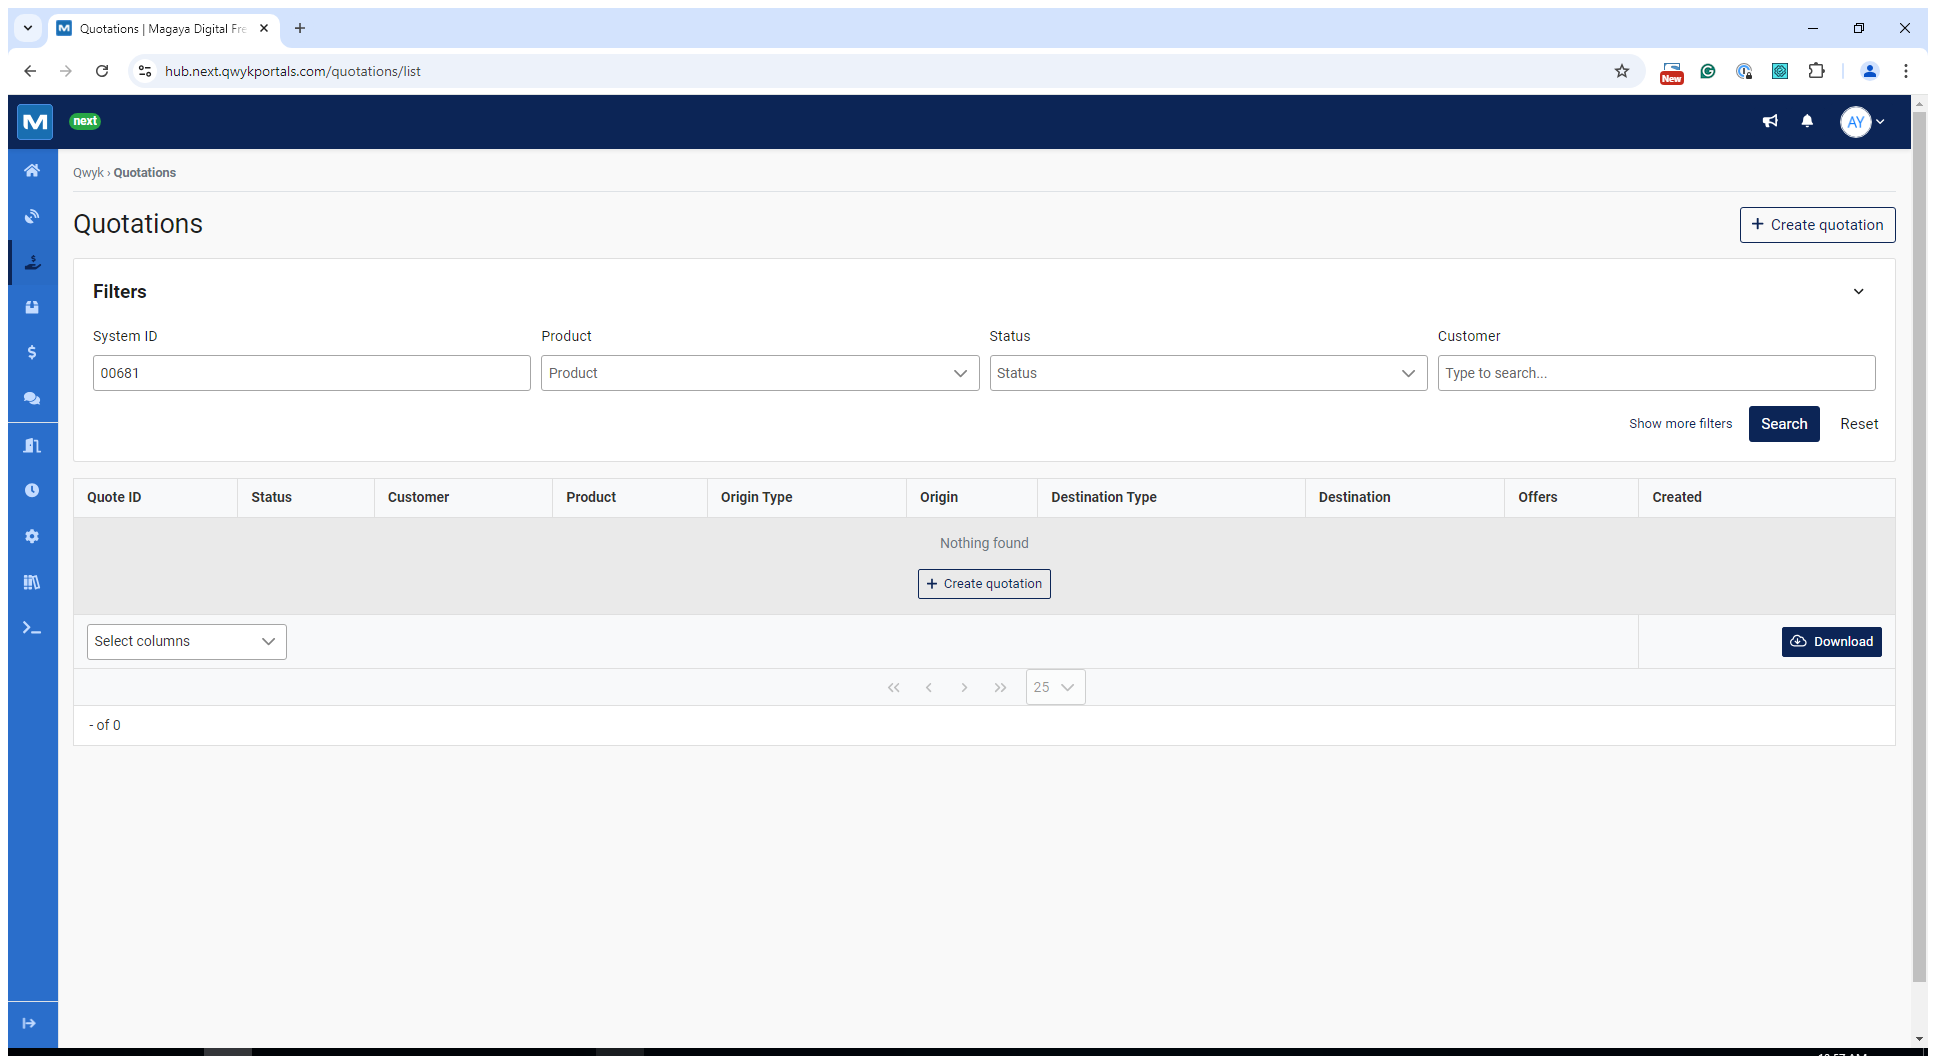 Quotations | Magaya Digital Fre
hub.next.qwykportals.com/quotations/list
New
M next AY
Qwyk › Quotations
Quotations
+ Create quotation
Filters
System ID Product Status Customer
00681 Product Status Type to search...
Show more filters Search Reset
Quote ID Status Customer Product Origin Type Origin Destination Type Destination Offers Created
Nothing found
+ Create quotation
Select columns Download
25
- of 0